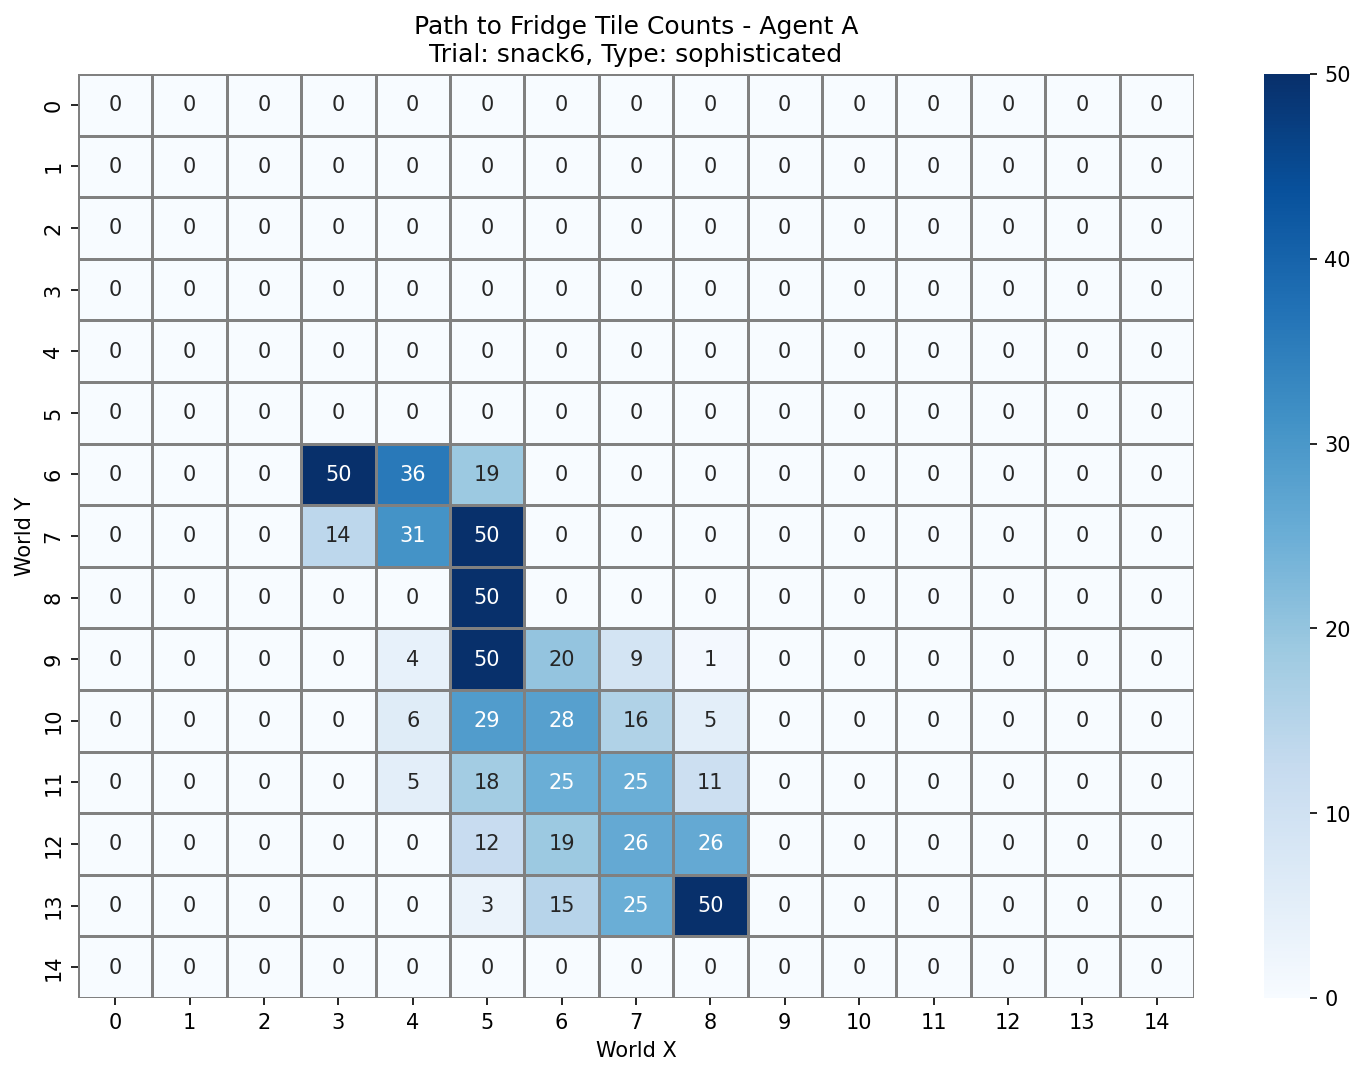 Path to Fridge Tile Counts - Agent A
Trial: snack6, Type: sophisticated
0 0 0 0 0 0 0 0 0 0 0 0 0 0 0 0
1 0 0 0 0 0 0 0 0 0 0 0 0 0 0 0
2 0 0 0 0 0 0 0 0 0 0 0 0 0 0 0
3 0 0 0 0 0 0 0 0 0 0 0 0 0 0 0
4 0 0 0 0 0 0 0 0 0 0 0 0 0 0 0
5 0 0 0 0 0 0 0 0 0 0 0 0 0 0 0
6 0 0 0 50 36 19 0 0 0 0 0 0 0 0 0
7 0 0 0 14 31 50 0 0 0 0 0 0 0 0 0
8 0 0 0 0 0 50 0 0 0 0 0 0 0 0 0
9 0 0 0 0 4 50 20 9 1 0 0 0 0 0 0
10 0 0 0 0 6 29 28 16 5 0 0 0 0 0 0
11 0 0 0 0 5 18 25 25 11 0 0 0 0 0 0
12 0 0 0 0 0 12 19 26 26 0 0 0 0 0 0
13 0 0 0 0 0 3 15 25 50 0 0 0 0 0 0
14 0 0 0 0 0 0 0 0 0 0 0 0 0 0 0
0 1 2 3 4 5 6 7 8 9 10 11 12 13 14
World X
World Y
50
40
30
20
10
0